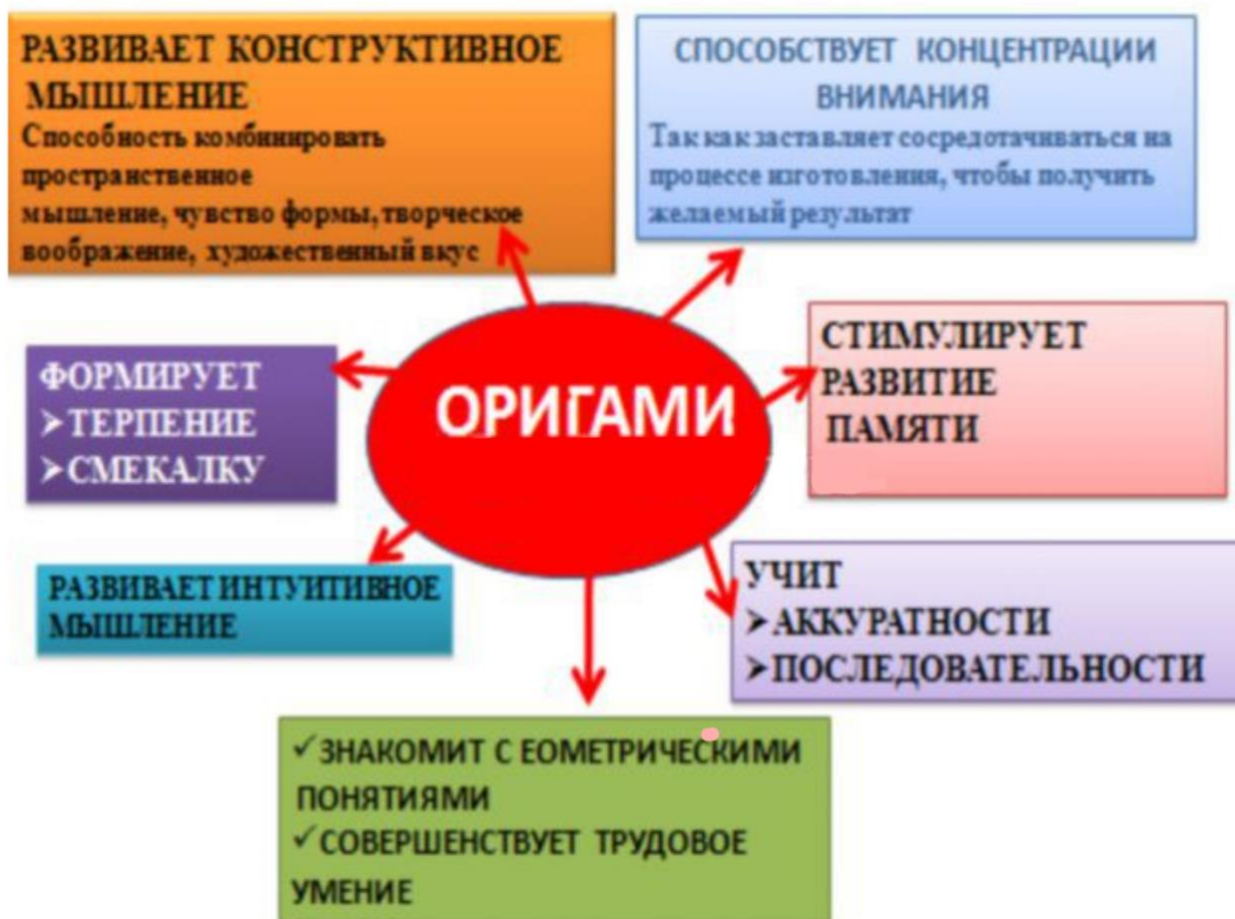 РАЗВИВАЕТ КОНСТРУКТИВНОЕ
МЫШЛЕНИЕ
Способность комбинировать
пространственное
мышление, чувство формы, творческое
воображение, художественный вкус
СПОСОБСТВУЕТ КОНЦЕНТРАЦИИ
ВНИМАНИЯ
Так как заставляет сосредотачиваться на
процессе изготовления, чтобы получить
желаемый результат
ОРИГАМИ
ФОРМИРУЕТ
➢ТЕРПЕНИЕ
➢СМЕКАЛКУ
СТИМУЛИРУЕТ
РАЗВИТИЕ
ПАМЯТИ
РАЗВИВАЕТ ИНТУИТИВНОЕ
МЫШЛЕНИЕ
УЧИТ
➢АККУРАТНОСТИ
➢ПОСЛЕДОВАТЕЛЬНОСТИ
✓ЗНАКОМИТ С ЕОМЕТРИЧЕСКИМИ
ПОНЯТИЯМИ
✓СОВЕРШЕНСТВУЕТ ТРУДОВОЕ
УМЕНИЕ